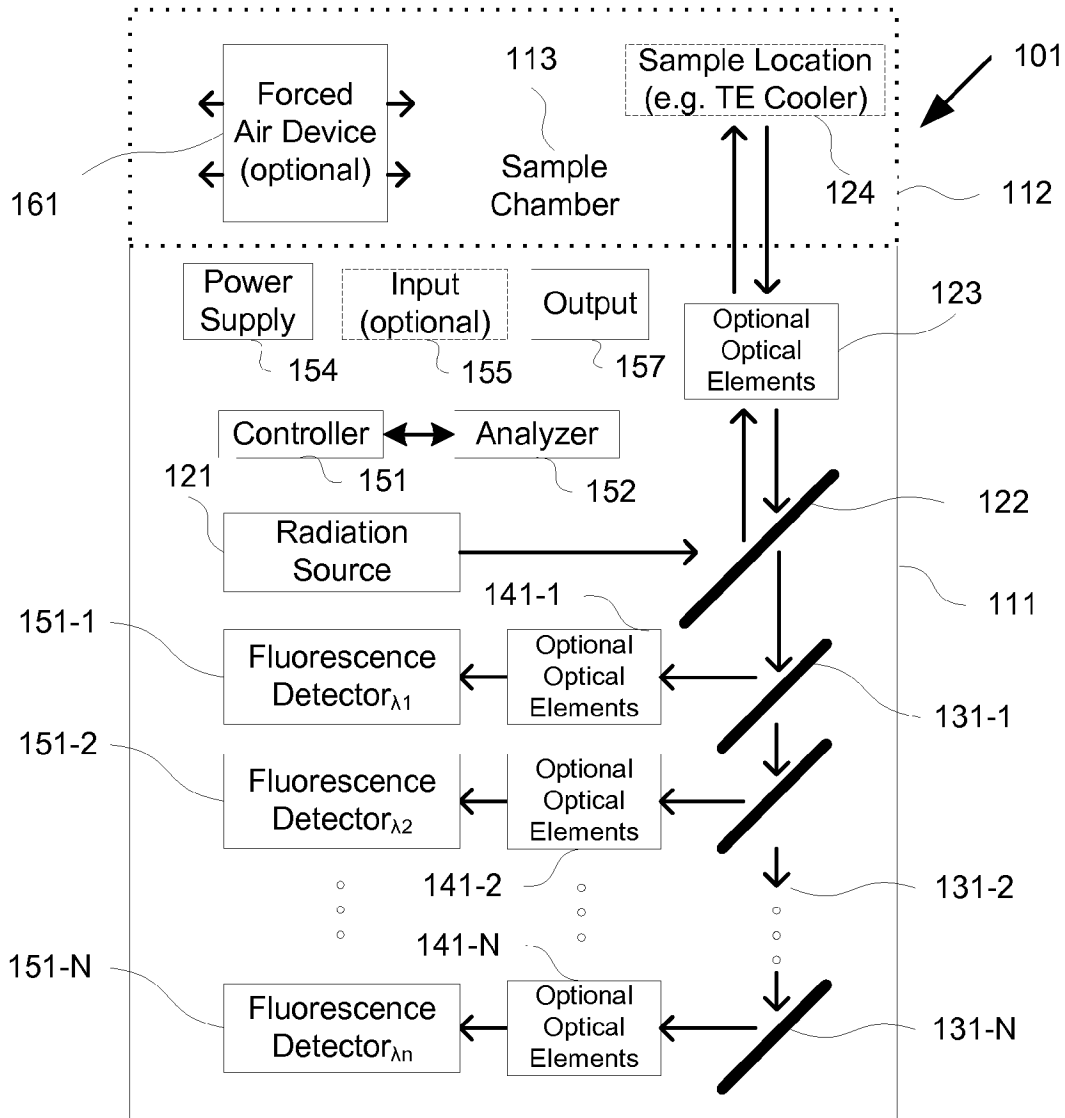 113
Sample Location
(e.g. TE Cooler)
101
Forced
Air Device
(optional)
Sample
Chamber
161
124
112
Power
Supply
Input
(optional)
Output
123
Optional
Optical
Elements
154
155
157
Controller
Analyzer
121
151
152
122
Radiation
Source
141-1
111
151-1
Fluorescence
Detectorλ1
Optional
Optical
Elements
131-1
151-2
Fluorescence
Detectorλ2
Optional
Optical
Elements
141-2
131-2
141-N
151-N
Fluorescence
Detectorλn
Optional
Optical
Elements
131-N